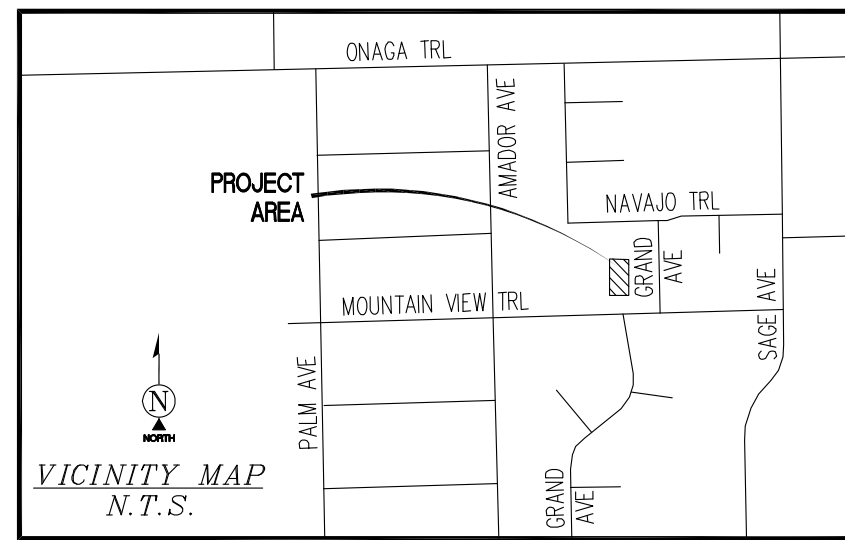 ONAGA TRL
AMADOR AVE
PROJECT
AREA
NAVAJO TRL
GRAND
AVE
MOUNTAIN VIEW TRL
SAGE AVE
PALM AVE
N
NORTH
VICINITY MAP
N.T.S.
GRAND
AVE